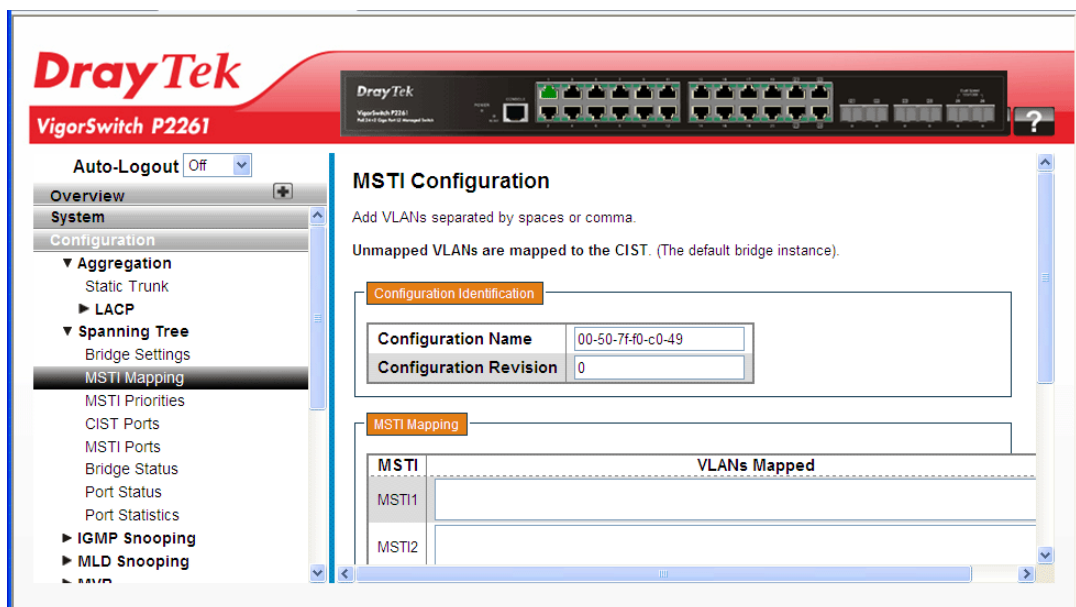 DrayTek
VigorSwitch P2261
DrayTek
VigorSwitch P2261
?
Auto-Logout Off
Overview
System
Configuration
▼ Aggregation
Static Trunk
► LACP
▼ Spanning Tree
Bridge Settings
MSTI Mapping
MSTI Priorities
CIST Ports
MSTI Ports
Bridge Status
Port Status
Port Statistics
► IGMP Snooping
► MLD Snooping
► MVR
MSTI Configuration
Add VLANs separated by spaces or comma.
Unmapped VLANs are mapped to the CIST. (The default bridge instance).
Configuration Identification
Configuration Name 00-50-7f-f0-c0-49
Configuration Revision 0
MSTI Mapping
MSTI VLANs Mapped
MSTI1
MSTI2